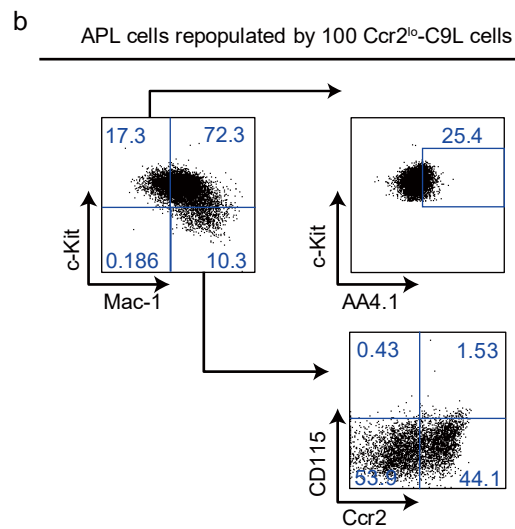 b
APL cells repopulated by 100 Ccr2lo-C9L cells
17.3 72.3
0.186 10.3
c-Kit
Mac-1
25.4
c-Kit
AA4.1
0.43 1.53
53.9 44.1
CD115
Ccr2